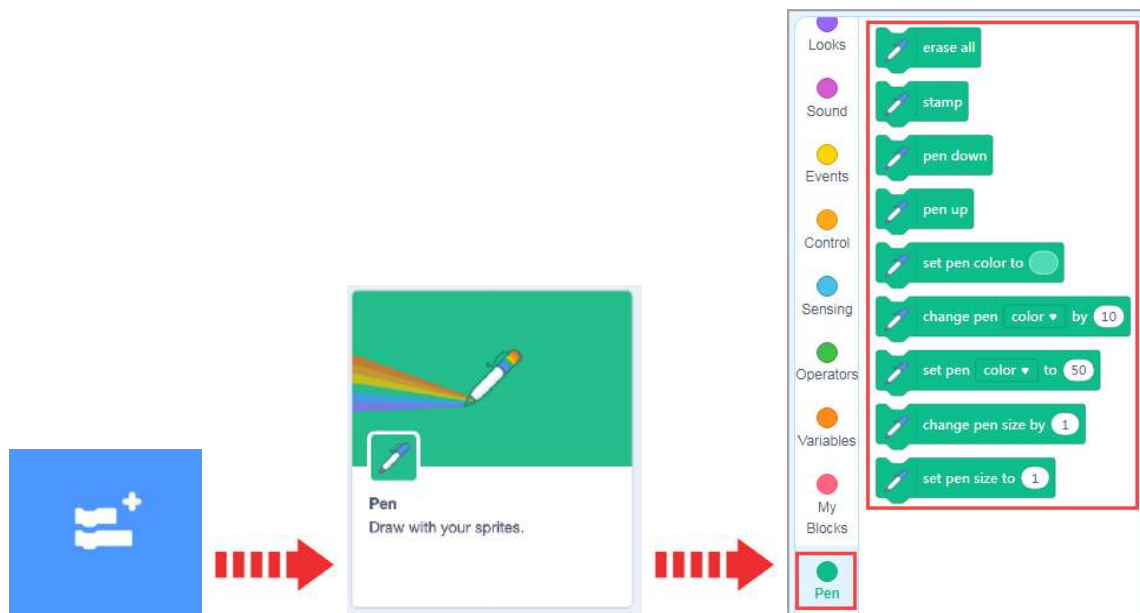 Pen
Draw with your sprites.
Looks
Sound
Events
Control
Sensing
Operators
Variables
My
Blocks
Pen
erase all
stamp
pen down
pen up
set pen color to
change pen color by 10
set pen color to 50
change pen size by 1
set pen size to 1